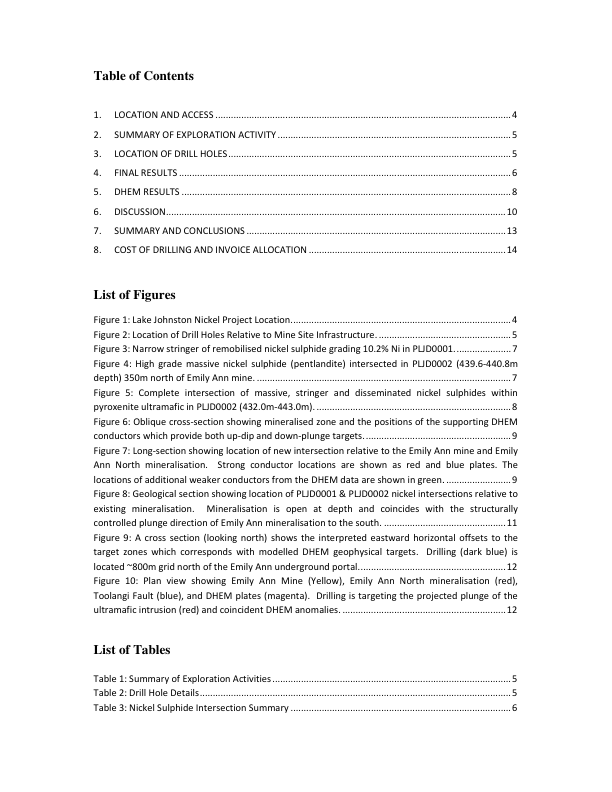 Table of Contents
1. LOCATION AND ACCESS ........................................................................................................ 4
2. SUMMARY OF EXPLORATION ACTIVITY ................................................................................. 5
3. LOCATION OF DRILL HOLES .................................................................................................. 5
4. FINAL RESULTS ..................................................................................................................... 6
5. DHEM RESULTS .................................................................................................................... 8
6. DISCUSSION ........................................................................................................................ 10
7. SUMMARY AND CONCLUSIONS ........................................................................................... 13
8. COST OF DRILLING AND INVOICE ALLOCATION ..................................................................... 14
List of Figures
Figure 1: Lake Johnston Nickel Project Location. ............................................................................. 4
Figure 2: Location of Drill Holes Relative to Mine Site Infrastructure. ............................................... 5
Figure 3: Narrow stringer of remobilised nickel sulphide grading 10.2% Ni in PLJD0001. .................... 7
Figure 4: High grade massive nickel sulphide (pentlandite) intersected in PLJD0002 (439.6-440.8m
depth) 350m north of Emily Ann mine. .......................................................................................... 7
Figure 5: Complete intersection of massive, stringer and disseminated nickel sulphides within
pyroxenite ultramafic in PLJD0002 (432.0m-443.0m). ..................................................................... 8
Figure 6: Oblique cross-section showing mineralised zone and the positions of the supporting DHEM
conductors which provide both up-dip and down-plunge targets. .................................................... 9
Figure 7: Long-section showing location of new intersection relative to the Emily Ann mine and Emily
Ann North mineralisation. Strong conductor locations are shown as red and blue plates. The
locations of additional weaker conductors from the DHEM data are shown in green. ........................ 9
Figure 8: Geological section showing location of PLJD0001 & PLJD0002 nickel intersections relative to
existing mineralisation. Mineralisation is open at depth and coincides with the structurally
controlled plunge direction of Emily Ann mineralisation to the south. ............................................ 11
Figure 9: A cross section (looking north) shows the interpreted eastward horizontal offsets to the
target zones which corresponds with modelled DHEM geophysical targets. Drilling (dark blue) is
located ~800m grid north of the Emily Ann underground portal. .................................................... 12
Figure 10: Plan view showing Emily Ann Mine (Yellow), Emily Ann North mineralisation (red),
Toolangi Fault (blue), and DHEM plates (magenta). Drilling is targeting the projected plunge of the
ultramafic intrusion (red) and coincident DHEM anomalies. .......................................................... 12
List of Tables
Table 1: Summary of Exploration Activities .................................................................................... 5
Table 2: Drill Hole Details ............................................................................................................. 5
Table 3: Nickel Sulphide Intersection Summary .............................................................................. 6